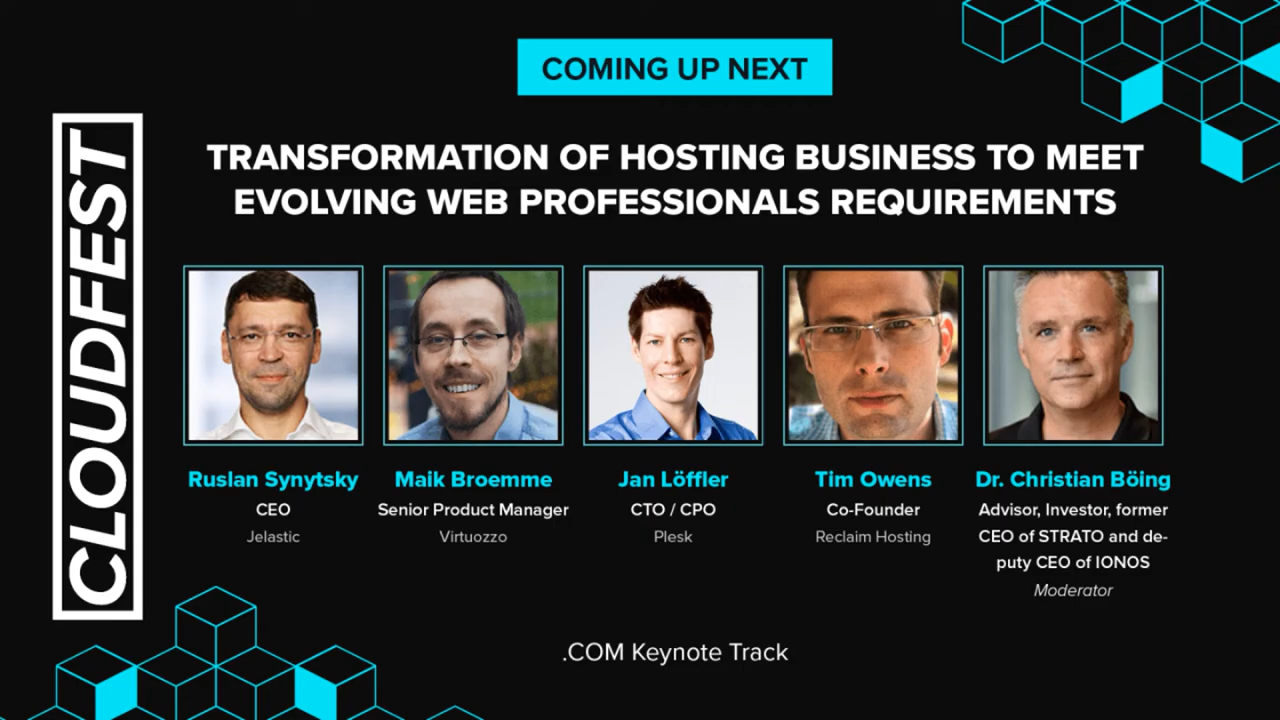 COMING UP NEXT
CLOUDFEST
TRANSFORMATION OF HOSTING BUSINESS TO MEET
EVOLVING WEB PROFESSIONALS REQUIREMENTS
Ruslan Synytsky
CEO
Jelastic
Maik Broemme
Senior Product Manager
Virtuozzo
Jan Löffler
CTO / CPO
Plesk
Tim Owens
Co-Founder
Reclaim Hosting
Dr. Christian Böing
Advisor, Investor, former
CEO of STRATO and de-
puty CEO of IONOS
Moderator
.COM Keynote Track